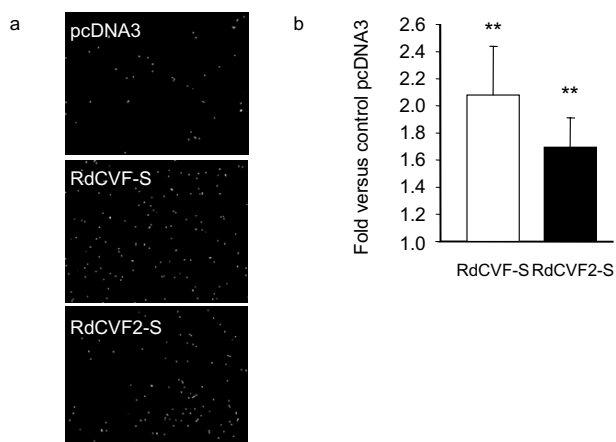 a
pcDNA3
RdCVF-S
RdCVF2-S
b
Fold versus control pcDNA3
2.6
2.4
2.2
2.0
1.8
1.6
1.4
1.2
1.0
**
**
RdCVF-S RdCVF2-S